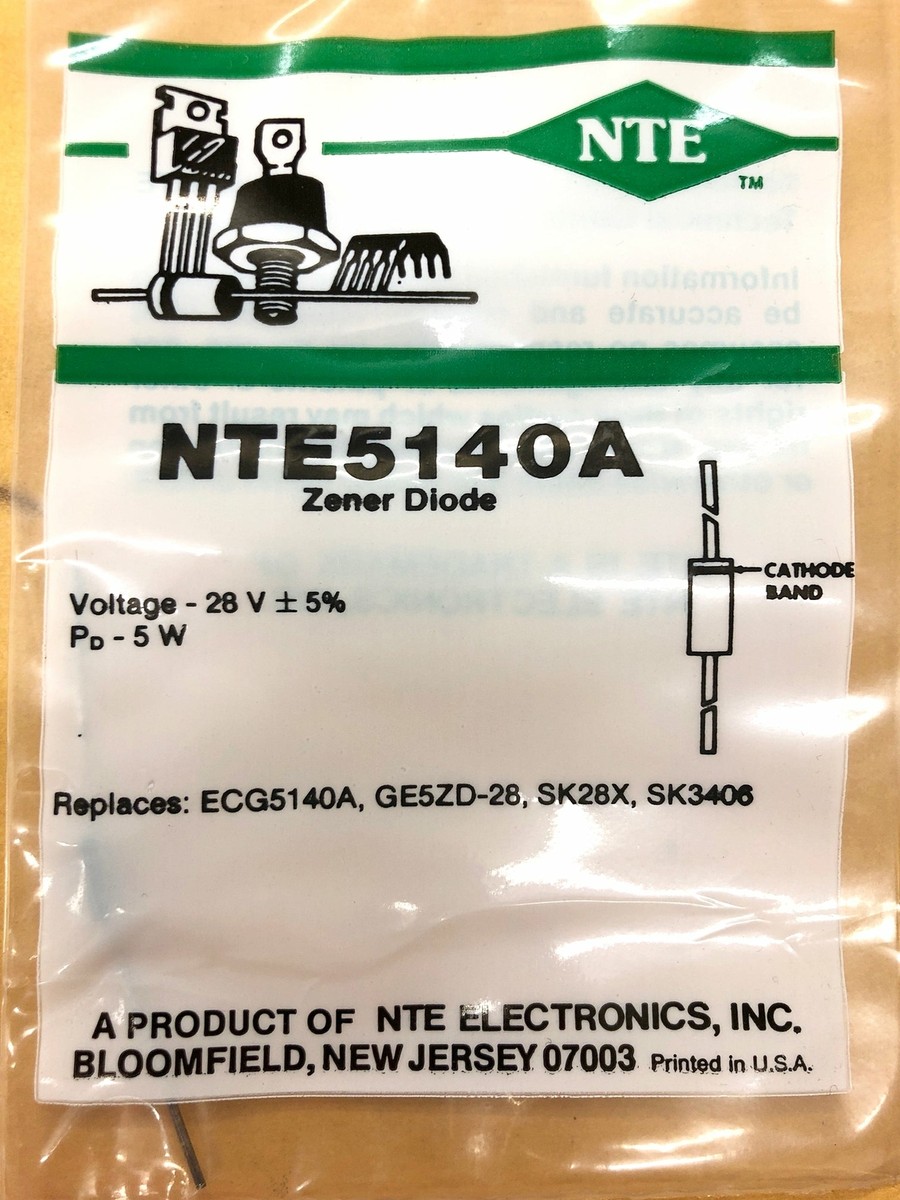 NTE
TM
NTE5140A
Zener Diode
CATHODE
BAND
Voltage - 28 V ± 5%
PD - 5 W
Replaces: ECG5140A, GE5ZD-28, SK28X, SK3406
A PRODUCT OF NTE ELECTRONICS, INC.
BLOOMFIELD, NEW JERSEY 07003 Printed in U.S.A.